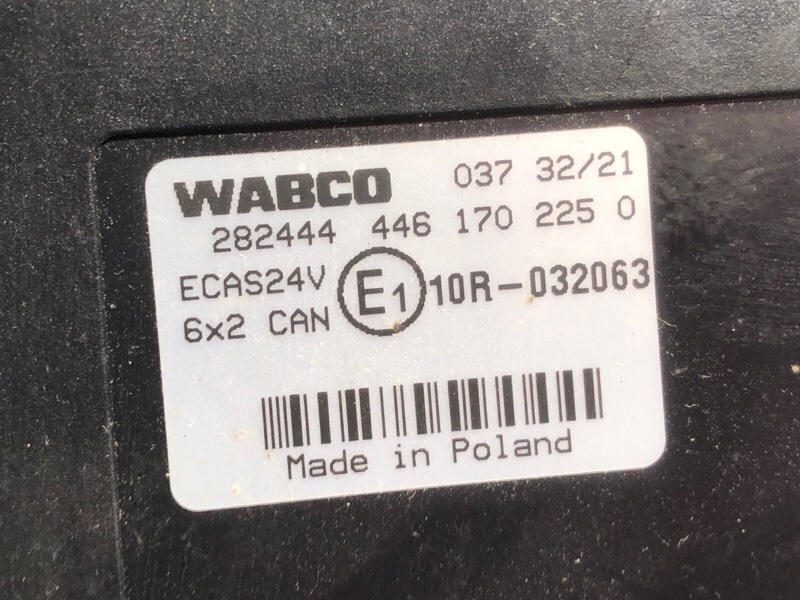 WABCO 037 32/21
282444 446 170 225 0
ECAS24V E1 10R-032063
6x2 CAN
Made in Poland